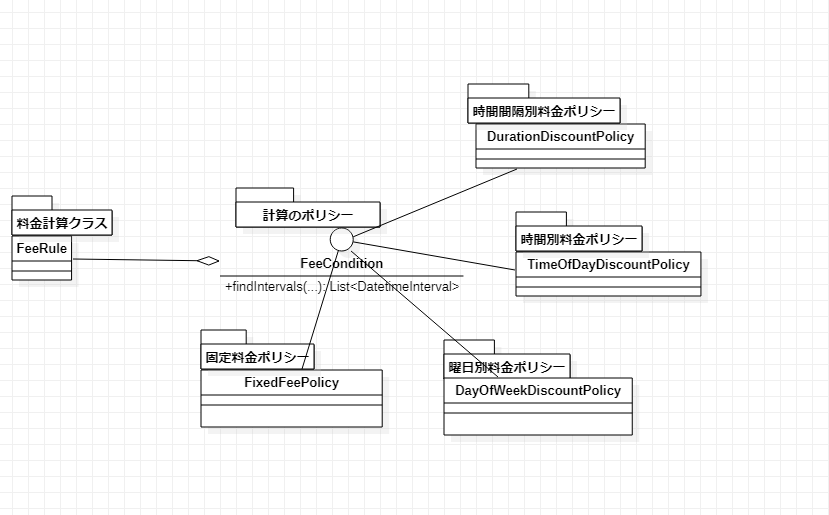 時間間隔別料金ポリシー
DurationDiscountPolicy
計算のポリシー
料金計算クラス
FeeRule
時間別料金ポリシー
TimeOfDayDiscountPolicy
FeeCondition
+findIntervals(...): List<DatetimeInterval>
固定料金ポリシー
FixedFeePolicy
曜日別料金ポリシー
DayOfWeekDiscountPolicy